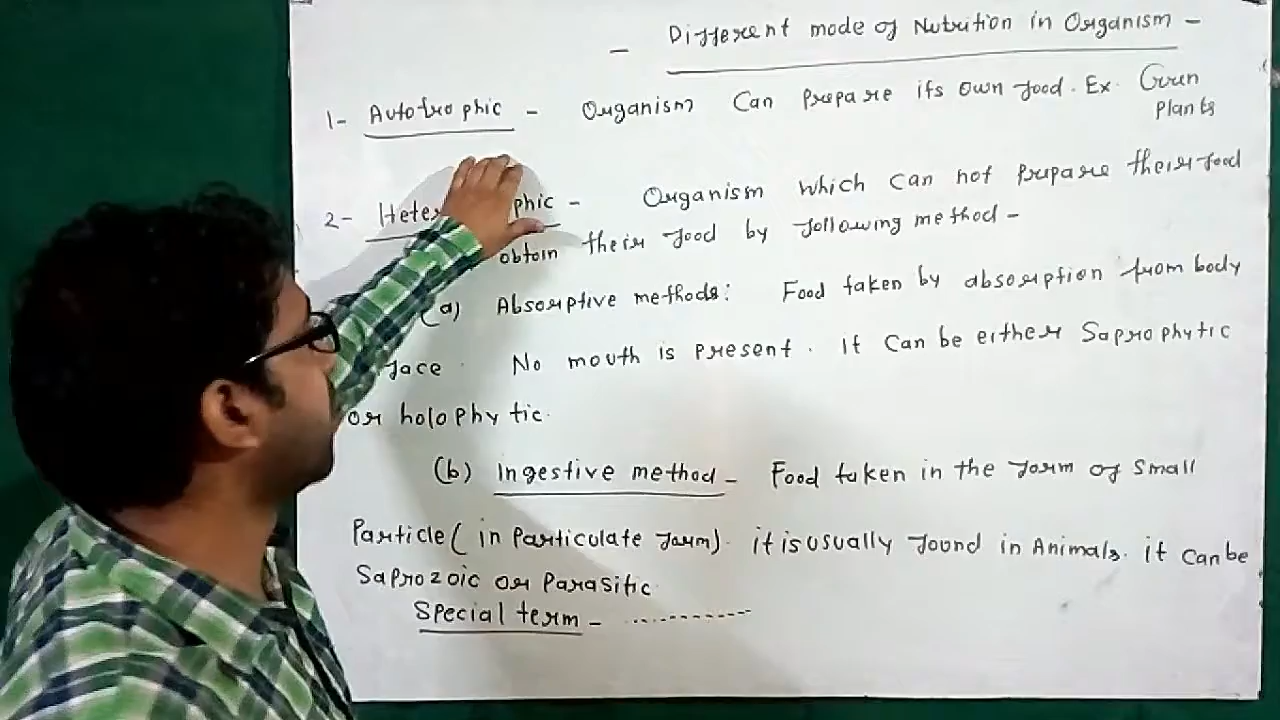 - Different mode of Nutrition in Organism -
1- Autotrophic - Organism Can Prepare its Own food. Ex. Green Plants
2- Heter phic - Organism Which Can not Prepare their food
obtain their food by following method -
(a) Absorptive methods: Food taken by absorption from body
face. No mouth is Present. It Can be either Saprophytic
or holophytic.
(b) Ingestive method - Food taken in the form of Small
Particle (in Particulate form). it is usually found in Animals. it can be
Saprozoic or Parasitic.
Special term - ............